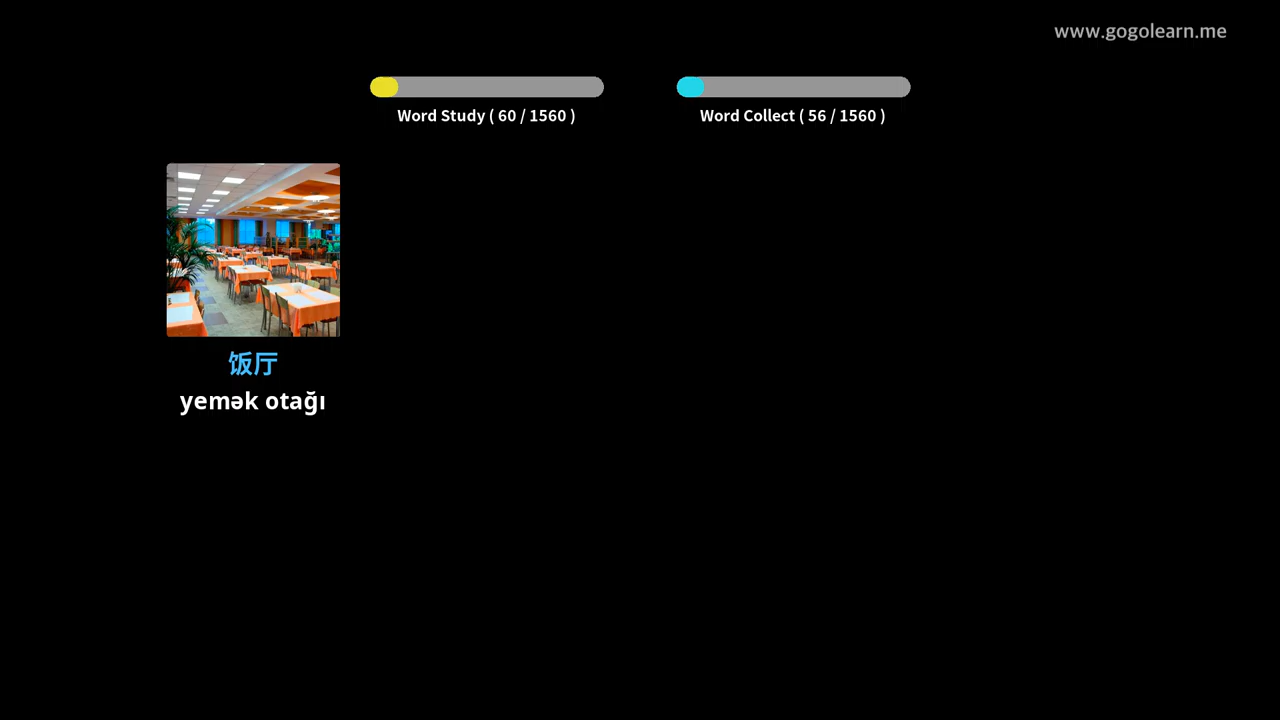 www.gogolearn.me
Word Study ( 60 / 1560 )
Word Collect ( 56 / 1560 )
饭厅
yemək otağı